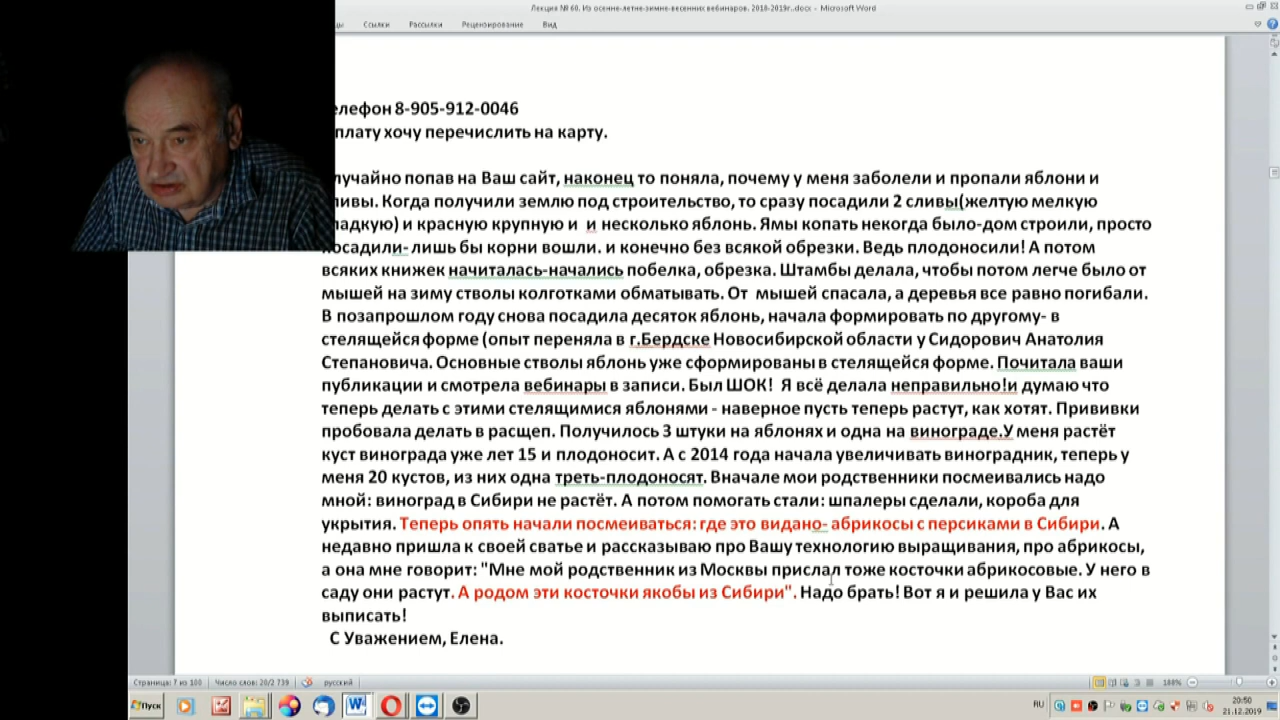 Лекция № 60. Из осенне-летне-зимне-весенних вебинаров. 2018-2019г..docx - Microsoft Word
Ссылки Рассылки Рецензирование Вид
елефон 8-905-912-0046
плату хочу перечислить на карту.
лучайно попав на Ваш сайт, наконец то поняла, почему у меня заболели и пропали яблони и
ливы. Когда получили землю под строительство, то сразу посадили 2 сливы(желтую мелкую
ладкую) и красную крупную и и несколько яблонь. Ямы копать некогда было-дом строили, просто
посадили- лишь бы корни вошли. и конечно без всякой обрезки. Ведь плодоносили! А потом
всяких книжек начиталась-начались побелка, обрезка. Штамбы делала, чтобы потом легче было от
мышей на зиму стволы колготками обматывать. От мышей спасала, а деревья все равно погибали.
В позапрошлом году снова посадила десяток яблонь, начала формировать по другому- в
стелящейся форме (опыт переняла в г.Бердске Новосибирской области у Сидорович Анатолия
Степановича. Основные стволы яблонь уже сформированы в стелящейся форме. Почитала ваши
публикации и смотрела вебинары в записи. Был ШОК! Я всё делала неправильно!и думаю что
теперь делать с этими стелящимися яблонями - наверное пусть теперь растут, как хотят. Прививки
пробовала делать в расщеп. Получилось 3 штуки на яблонях и одна на винограде.У меня растёт
куст винограда уже лет 15 и плодоносит. А с 2014 года начала увеличивать виноградник, теперь у
меня 20 кустов, из них одна треть-плодоносят. Вначале мои родственники посмеивались надо
мной: виноград в Сибири не растёт. А потом помогать стали: шпалеры сделали, короба для
укрытия. Теперь опять начали посмеиваться: где это видано- абрикосы с персиками в Сибири. А
недавно пришла к своей сватье и рассказываю про Вашу технологию выращивания, про абрикосы,
а она мне говорит: "Мне мой родственник из Москвы прислал тоже косточки абрикосовые. У него в
саду они растут. А родом эти косточки якобы из Сибири". Надо брать! Вот я и решила у Вас их
выписать!
С Уважением, Елена.
Страница: 7 из 100 Число слов: 20/2 739 русский 188%
Пуск RU 20:50
21.12.2019